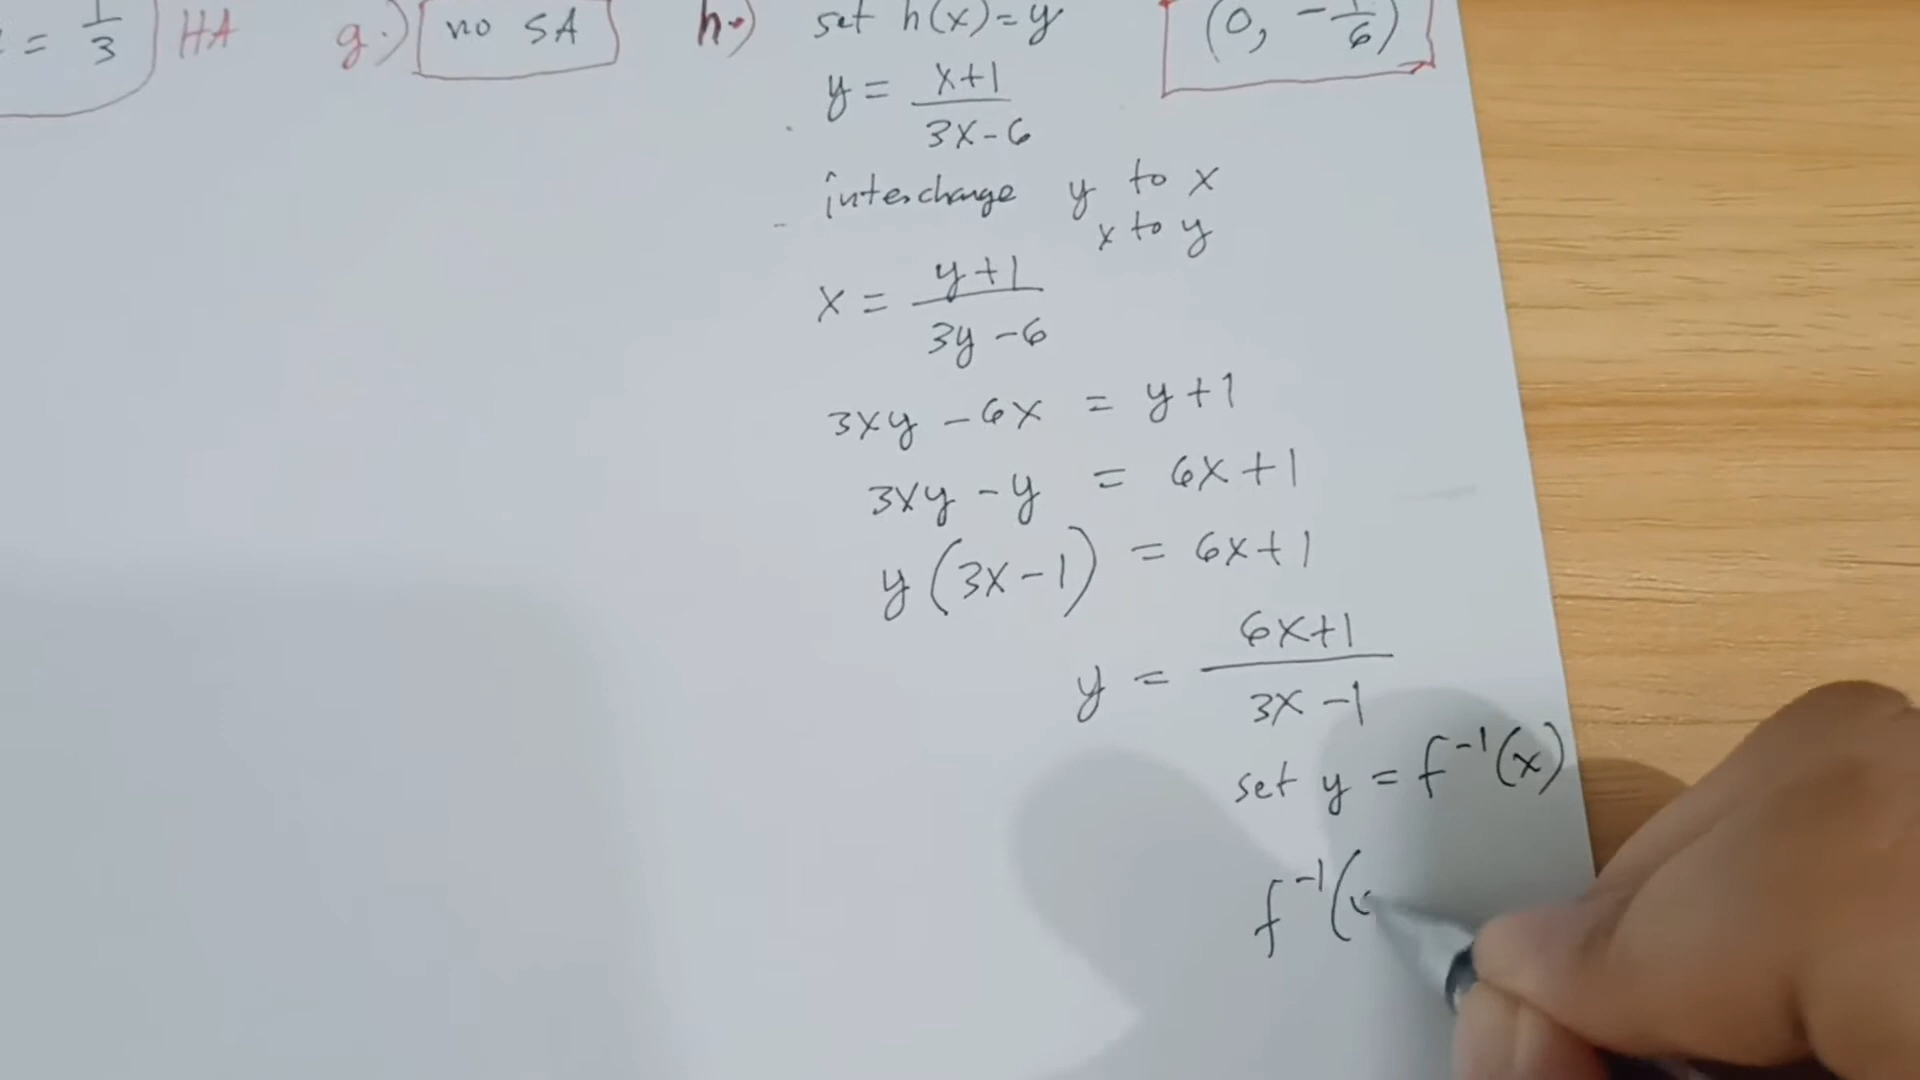 = 1/3 HA g.) no SA h.) set h(x)=y (0, -1/6)
y = (x+1)/(3x-6)
interchange y to x
x to y
x = (y+1)/(3y-6)
3xy - 6x = y+1
3xy - y = 6x+1
y(3x-1) = 6x+1
y = (6x+1)/(3x-1)
set y = f⁻¹(x)
f⁻¹(